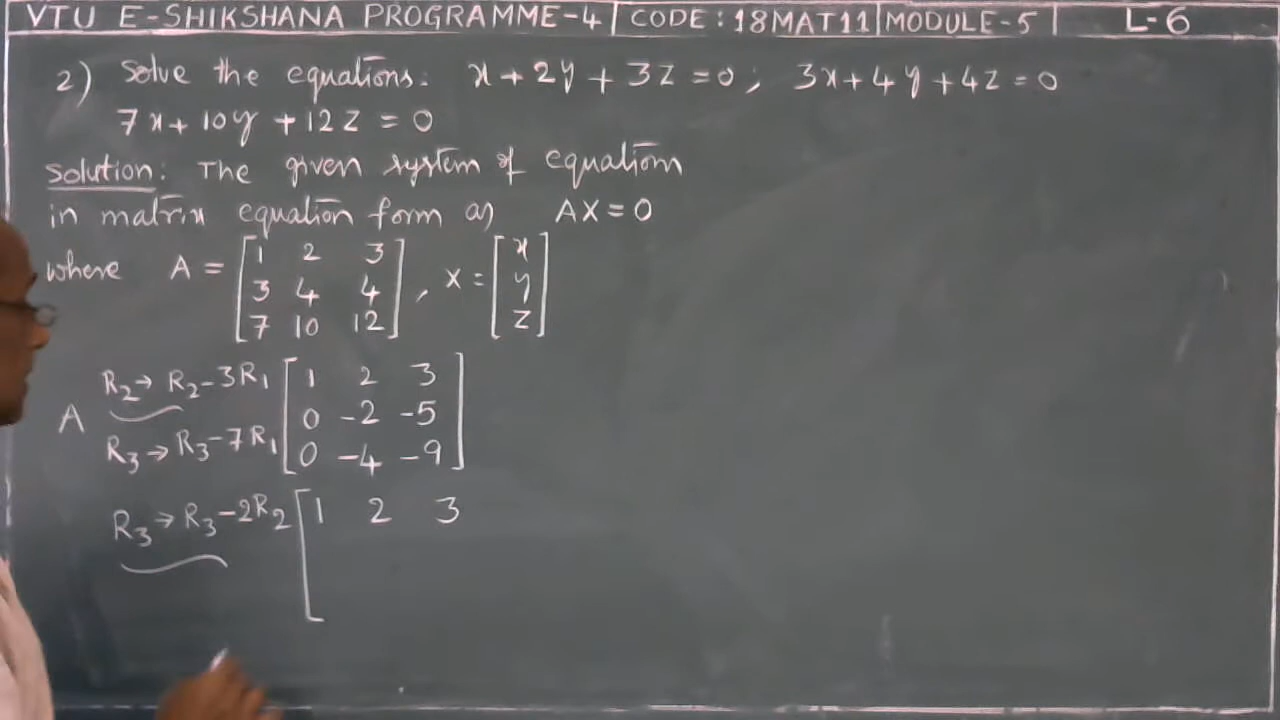 VTU E-SHIKSHANA PROGRAMME-4 | CODE : 18MAT11 | MODULE-5 | L-6
2) Solve the equations: x + 2y + 3z = 0 ; 3x + 4y + 4z = 0
7x + 10y + 12z = 0
Solution: The given system of equation
in matrix equation form as AX = 0
where A = [1 2 3
3 4 4
7 10 12], X = [x
y
z]
A R2 → R2 - 3R1
R3 → R3 - 7R1
[1 2 3
0 -2 -5
0 -4 -9]
R3 → R3 - 2R2 [1 2 3